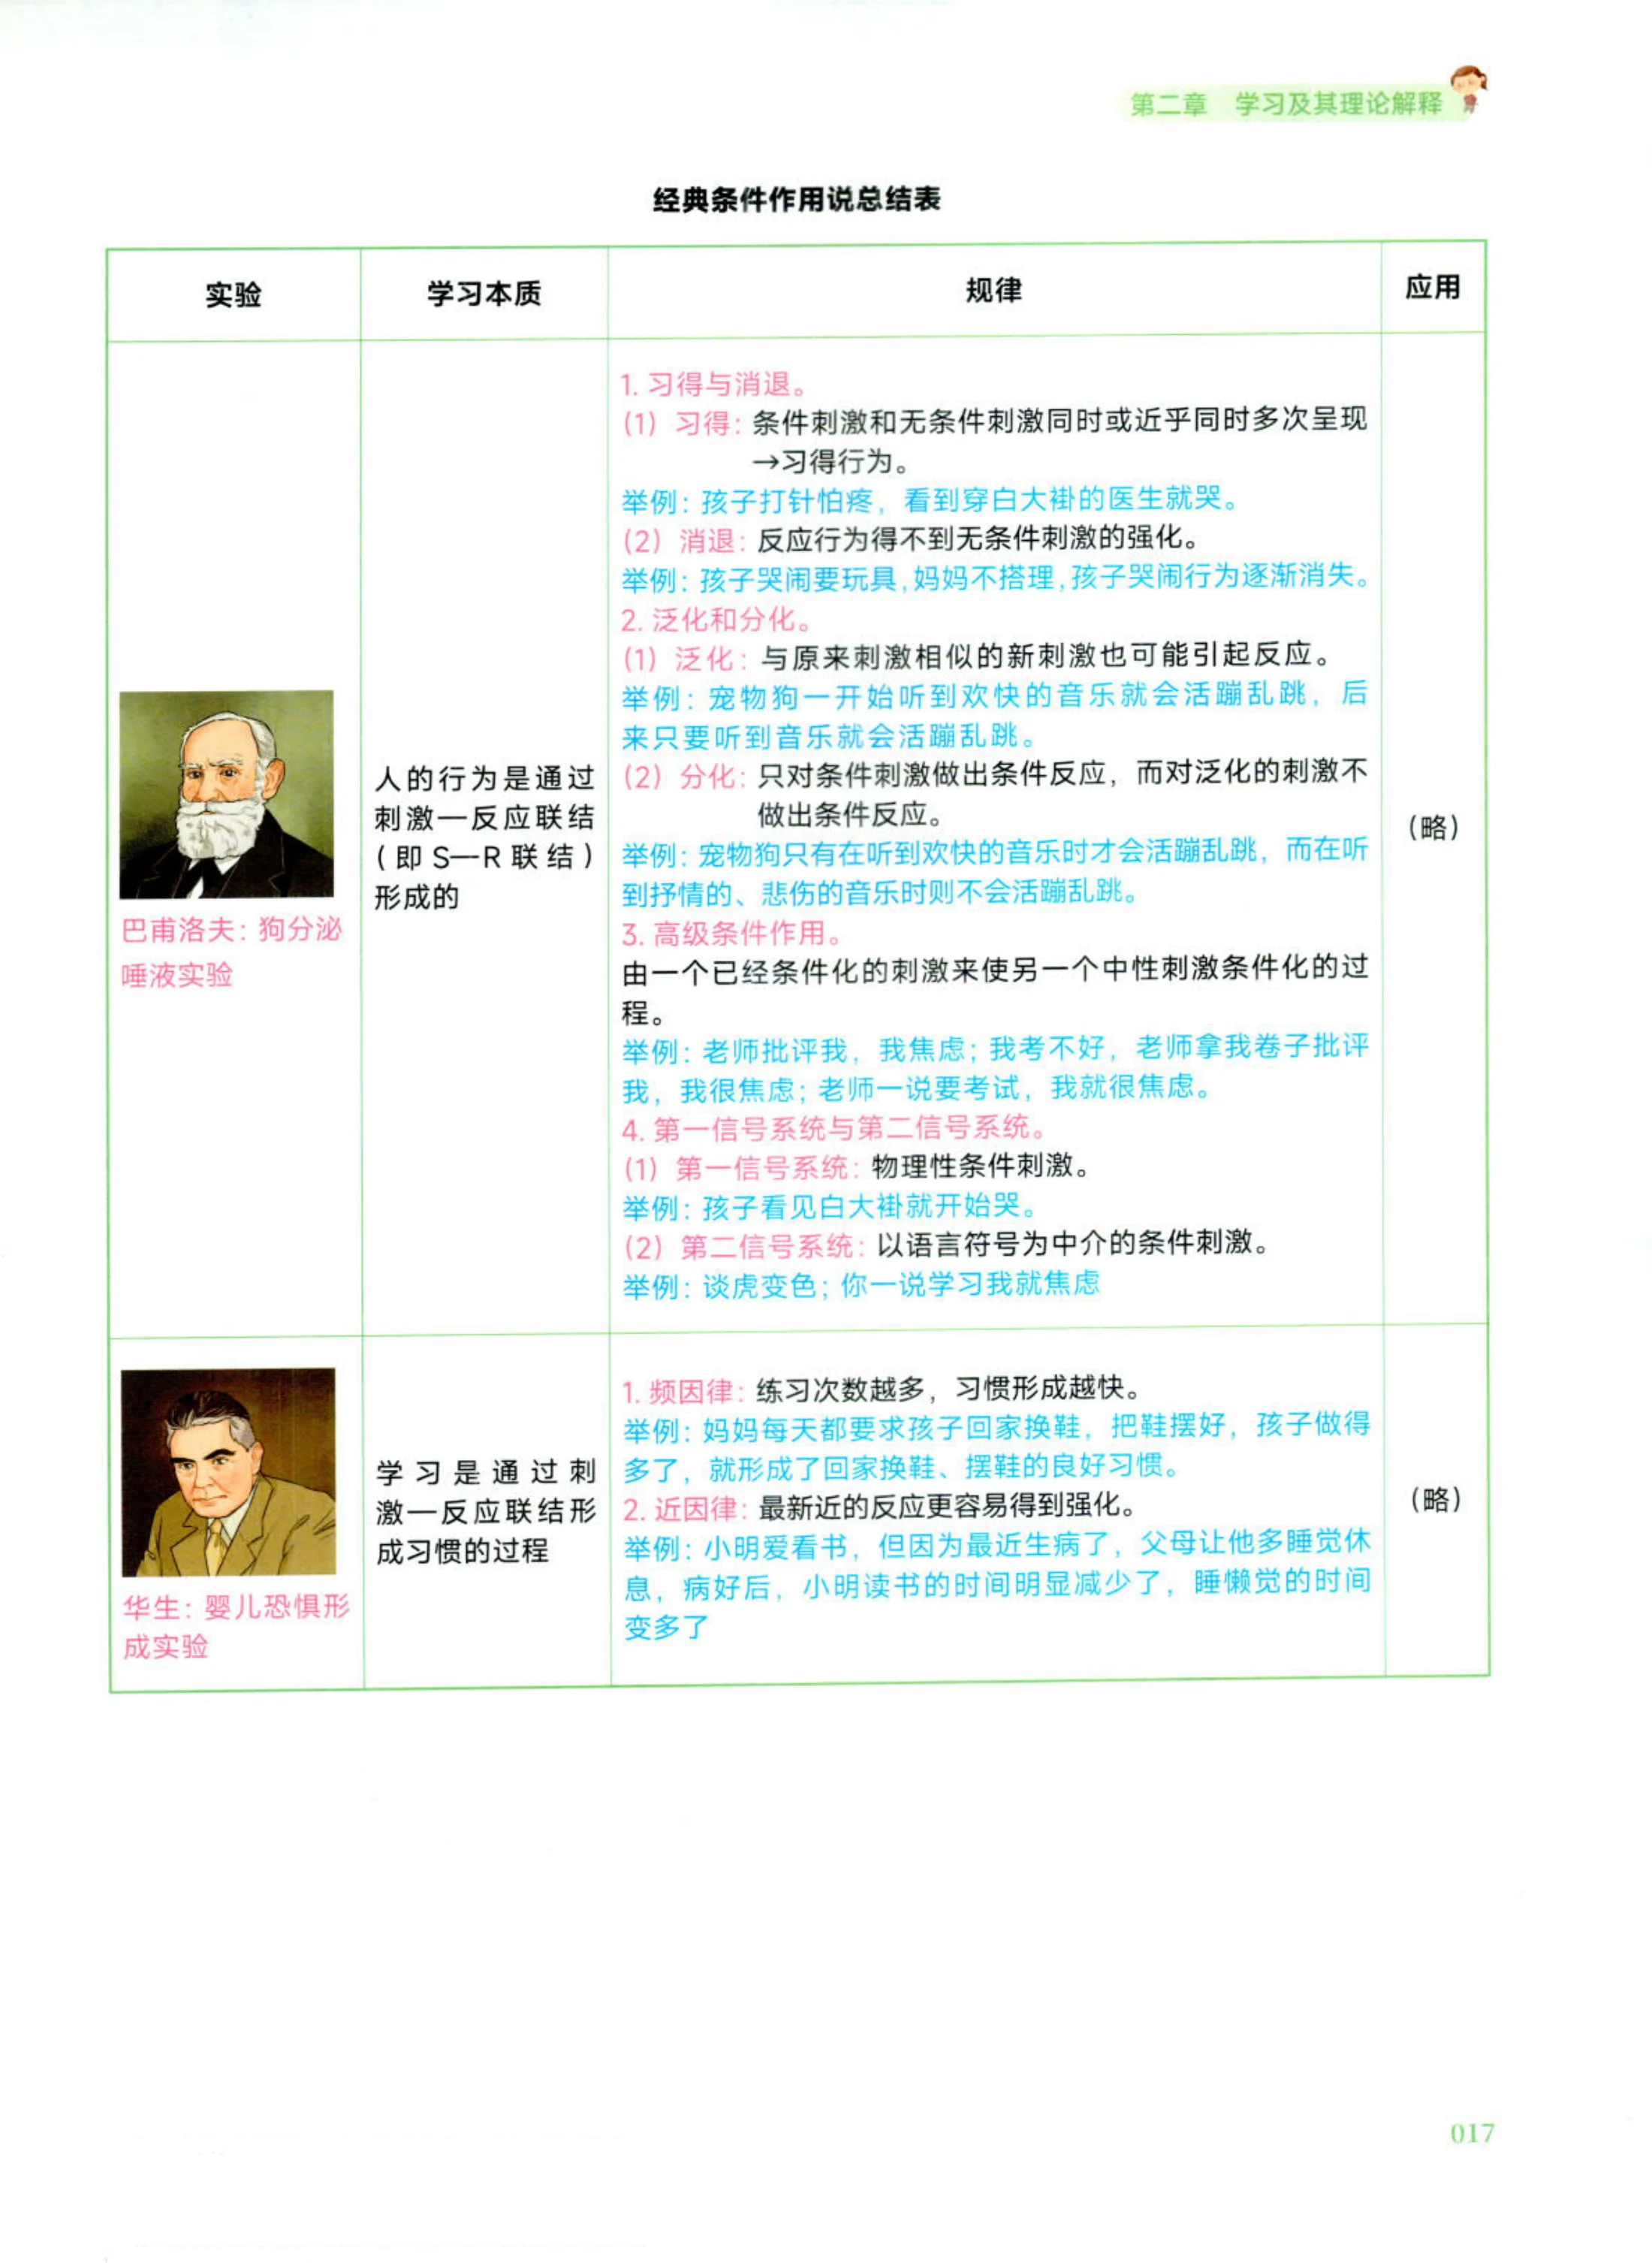 第二章 学习及其理论解释
经典条件作用说总结表
实验
学习本质
规律
应用
巴甫洛夫：狗分泌
唾液实验
人的行为是通过
刺激—反应联结
（即 S—R 联结）
形成的
1. 习得与消退。
（1）习得：条件刺激和无条件刺激同时或近乎同时多次呈现
→习得行为。
举例：孩子打针怕疼，看到穿白大褂的医生就哭。
（2）消退：反应行为得不到无条件刺激的强化。
举例：孩子哭闹要玩具，妈妈不搭理，孩子哭闹行为逐渐消失。
2. 泛化和分化。
（1）泛化：与原来刺激相似的新刺激也可能引起反应。
举例：宠物狗一开始听到欢快的音乐就会活蹦乱跳，后
来只要听到音乐就会活蹦乱跳。
（2）分化：只对条件刺激做出条件反应，而对泛化的刺激不
做出条件反应。
举例：宠物狗只有在听到欢快的音乐时才会活蹦乱跳，而在听
到抒情的、悲伤的音乐时则不会活蹦乱跳。
3. 高级条件作用。
由一个已经条件化的刺激来使另一个中性刺激条件化的过
程。
举例：老师批评我，我焦虑；我考不好，老师拿我卷子批评
我，我很焦虑；老师一说要考试，我就很焦虑。
4. 第一信号系统与第二信号系统。
（1）第一信号系统：物理性条件刺激。
举例：孩子看见白大褂就开始哭。
（2）第二信号系统：以语言符号为中介的条件刺激。
举例：谈虎变色；你一说学习我就焦虑
（略）
华生：婴儿恐惧形
成实验
学习是通过刺
激—反应联结形
成习惯的过程
1. 频因律：练习次数越多，习惯形成越快。
举例：妈妈每天都要求孩子回家换鞋，把鞋摆好，孩子做得
多了，就形成了回家换鞋、摆鞋的良好习惯。
2. 近因律：最新近的反应更容易得到强化。
举例：小明爱看书，但因为最近生病了，父母让他多睡觉休
息，病好后，小明读书的时间明显减少了，睡懒觉的时间
变多了
（略）
017